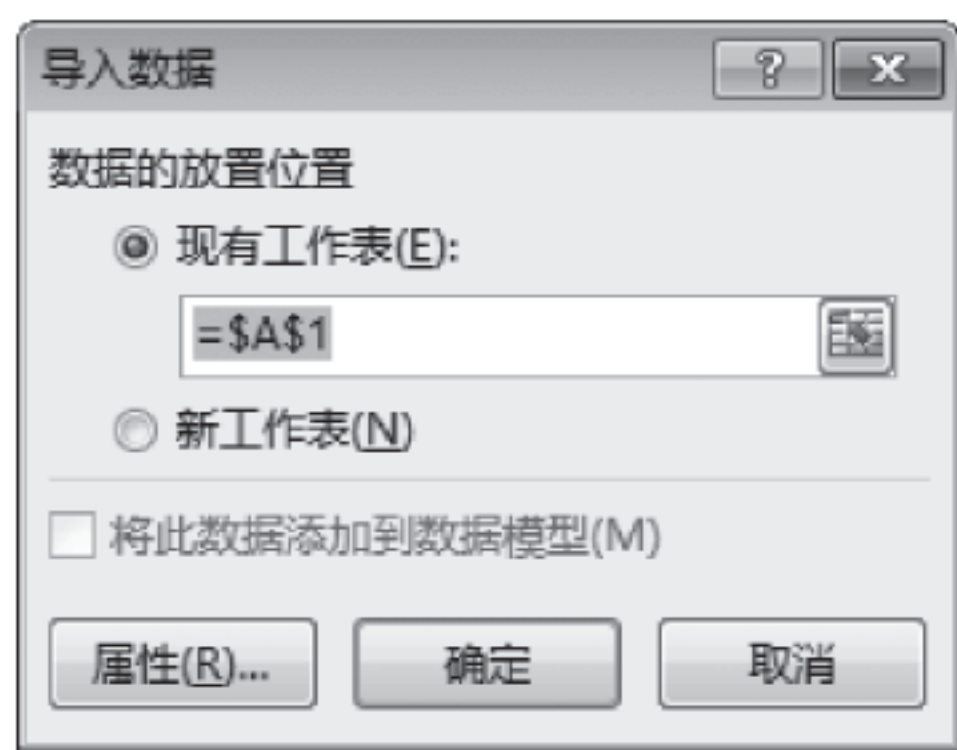 导入数据
数据的放置位置
现有工作表(E):
=$A$1
新工作表(N)
将此数据添加到数据模型(M)
属性(R)... 确定 取消